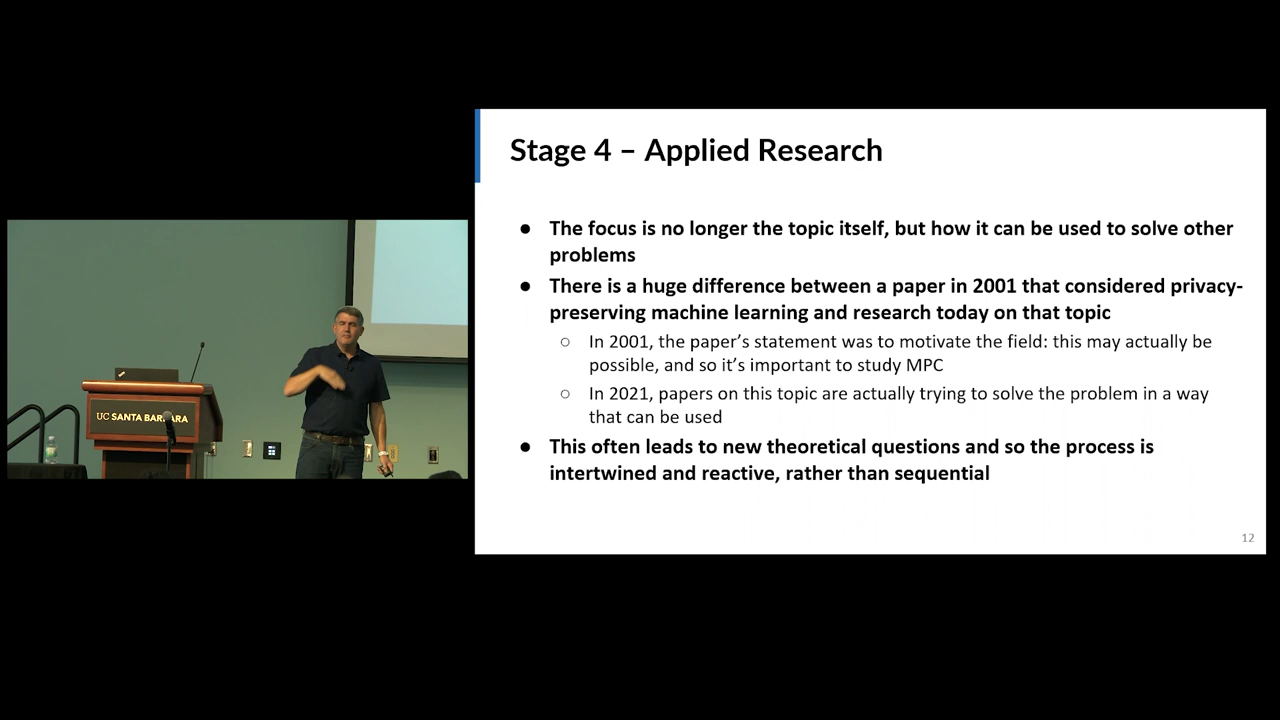 Stage 4 – Applied Research
● The focus is no longer the topic itself, but how it can be used to solve other
problems
● There is a huge difference between a paper in 2001 that considered privacy-
preserving machine learning and research today on that topic
○ In 2001, the paper's statement was to motivate the field: this may actually be
possible, and so it's important to study MPC
○ In 2021, papers on this topic are actually trying to solve the problem in a way
that can be used
● This often leads to new theoretical questions and so the process is
intertwined and reactive, rather than sequential
12
UC SANTA BARBARA